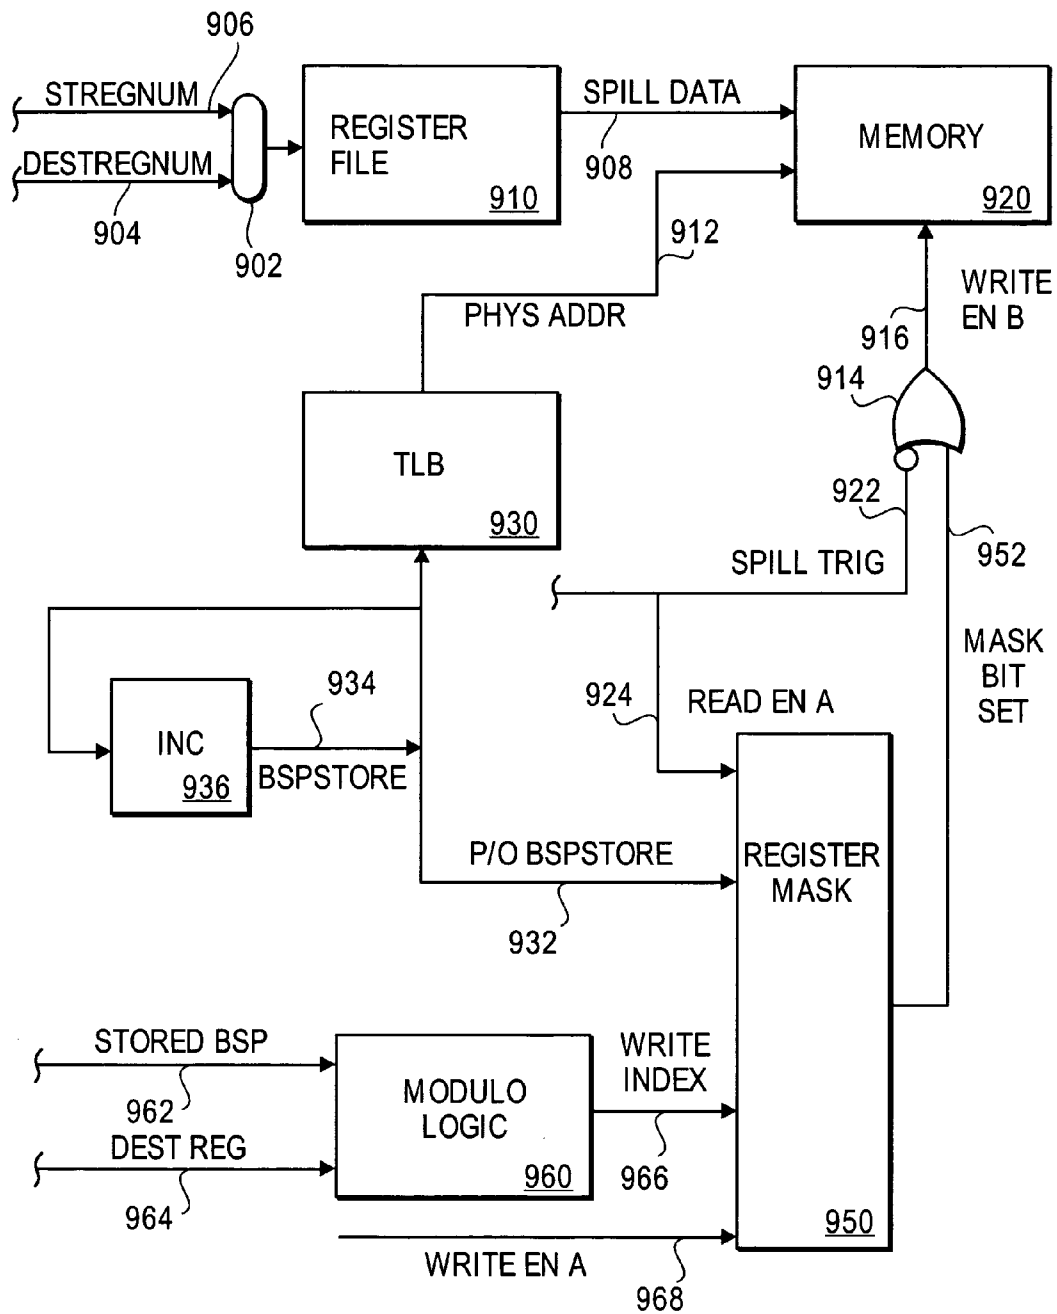 906
STREGNUM
DESTREGNUM
904
902
REGISTER
FILE
910
SPILL DATA
908
MEMORY
920
912
PHYS ADDR
WRITE
EN B
916
914
TLB
930
922
952
SPILL TRIG
MASK
BIT
SET
924
READ EN A
934
INC
936
BSPSTORE
P/O BSPSTORE
932
REGISTER
MASK
950
STORED BSP
962
DEST REG
964
MODULO
LOGIC
960
WRITE
INDEX
966
WRITE EN A
968